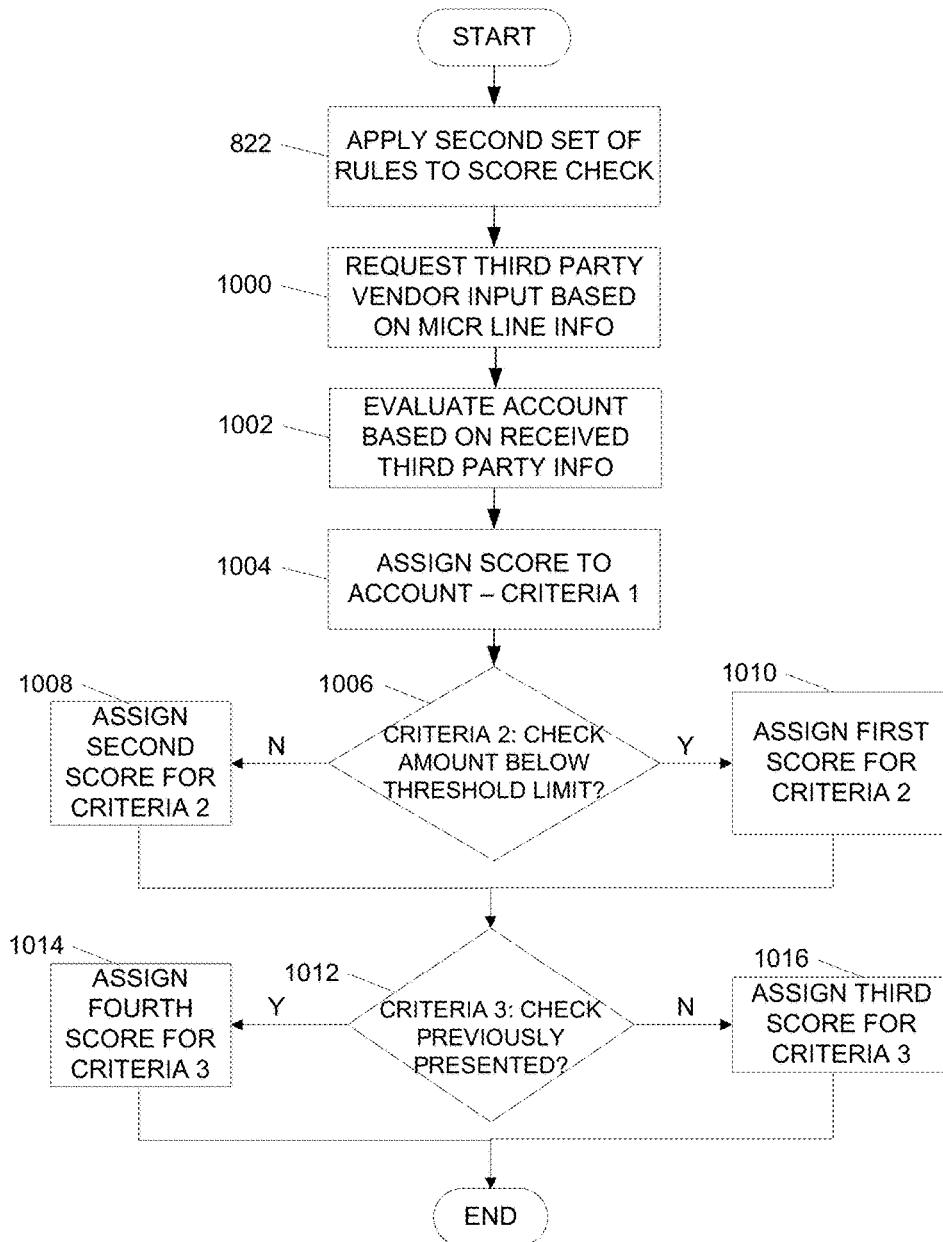 START
822
APPLY SECOND SET OF
RULES TO SCORE CHECK
1000
REQUEST THIRD PARTY
VENDOR INPUT BASED
ON MICR LINE INFO
1002
EVALUATE ACCOUNT
BASED ON RECEIVED
THIRD PARTY INFO
1004
ASSIGN SCORE TO
ACCOUNT – CRITERIA 1
1008
ASSIGN
SECOND
SCORE FOR
CRITERIA 2
N
1006
CRITERIA 2: CHECK
AMOUNT BELOW
THRESHOLD LIMIT?
Y
1010
ASSIGN FIRST
SCORE FOR
CRITERIA 2
1014
ASSIGN
FOURTH
SCORE FOR
CRITERIA 3
Y
1012
CRITERIA 3: CHECK
PREVIOUSLY
PRESENTED?
N
1016
ASSIGN THIRD
SCORE FOR
CRITERIA 3
END